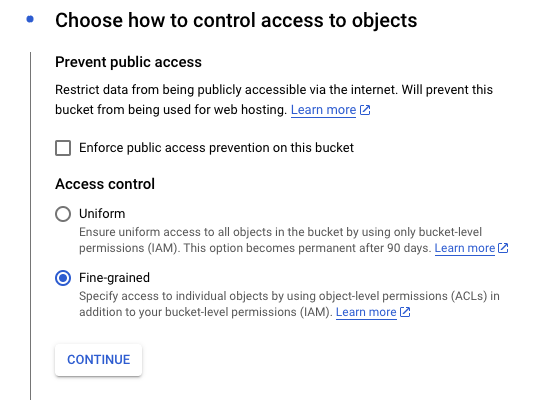 Choose how to control access to objects
Prevent public access
Restrict data from being publicly accessible via the internet. Will prevent this
bucket from being used for web hosting. Learn more
Enforce public access prevention on this bucket
Access control
Uniform
Ensure uniform access to all objects in the bucket by using only bucket-level
permissions (IAM). This option becomes permanent after 90 days. Learn more
Fine-grained
Specify access to individual objects by using object-level permissions (ACLs) in
addition to your bucket-level permissions (IAM). Learn more
CONTINUE